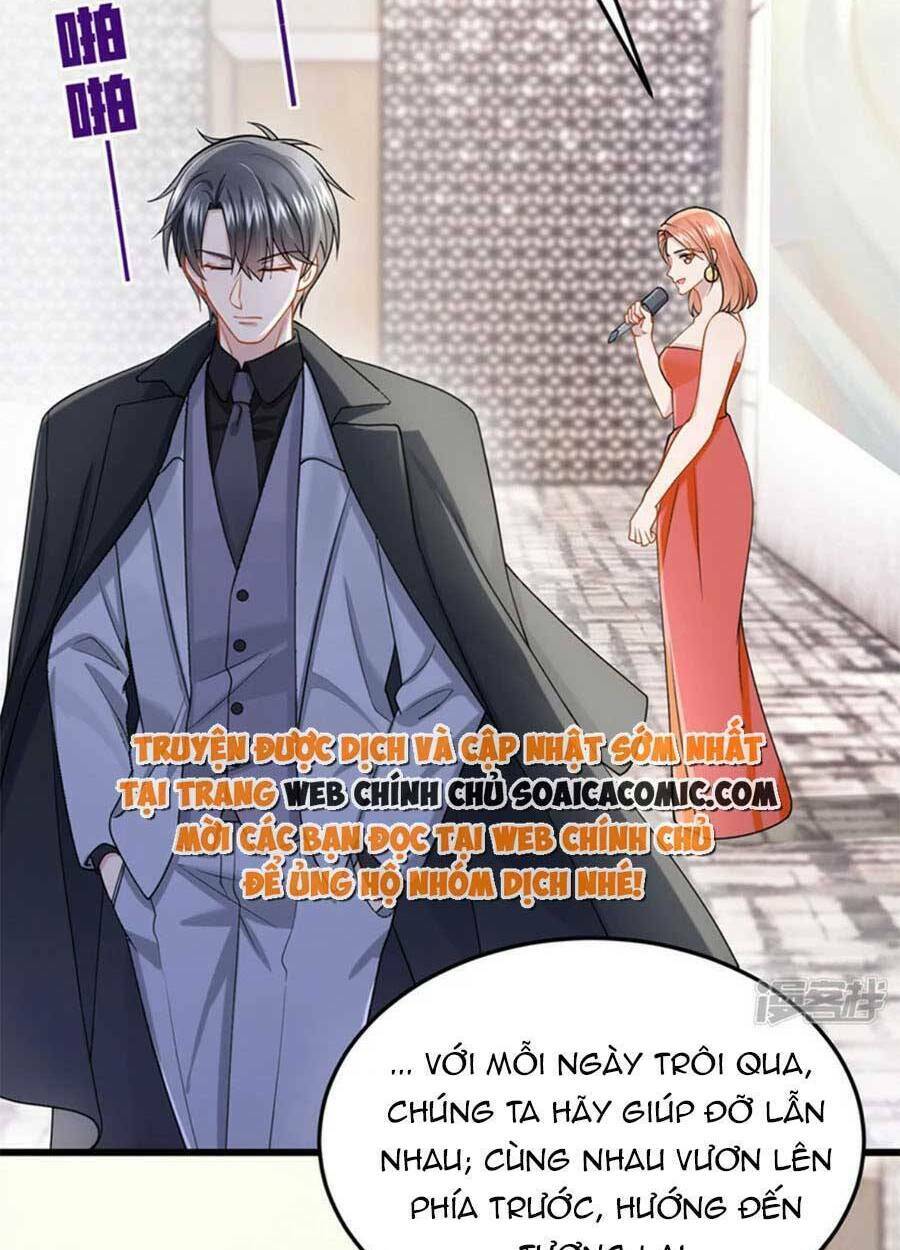 啪
啪
TRUYỆN ĐƯỢC DỊCH VÀ CẬP NHẬT SỚM NHẤT
TẠI TRANG WEB CHÍNH CHỦ SOAICACOMIC.COM
MỜI CÁC BẠN ĐỌC TẠI WEB CHÍNH CHỦ
ĐỂ ỦNG HỘ NHÓM DỊCH NHÉ!
漫客栈
... VỚI MỖI NGÀY TRÔI QUA,
CHÚNG TA HÃY GIÚP ĐỠ LẪN
NHAU; CÙNG NHAU VƯƠN LÊN
PHÍA TRƯỚC, HƯỚNG ĐẾN
TƯƠNG LAI